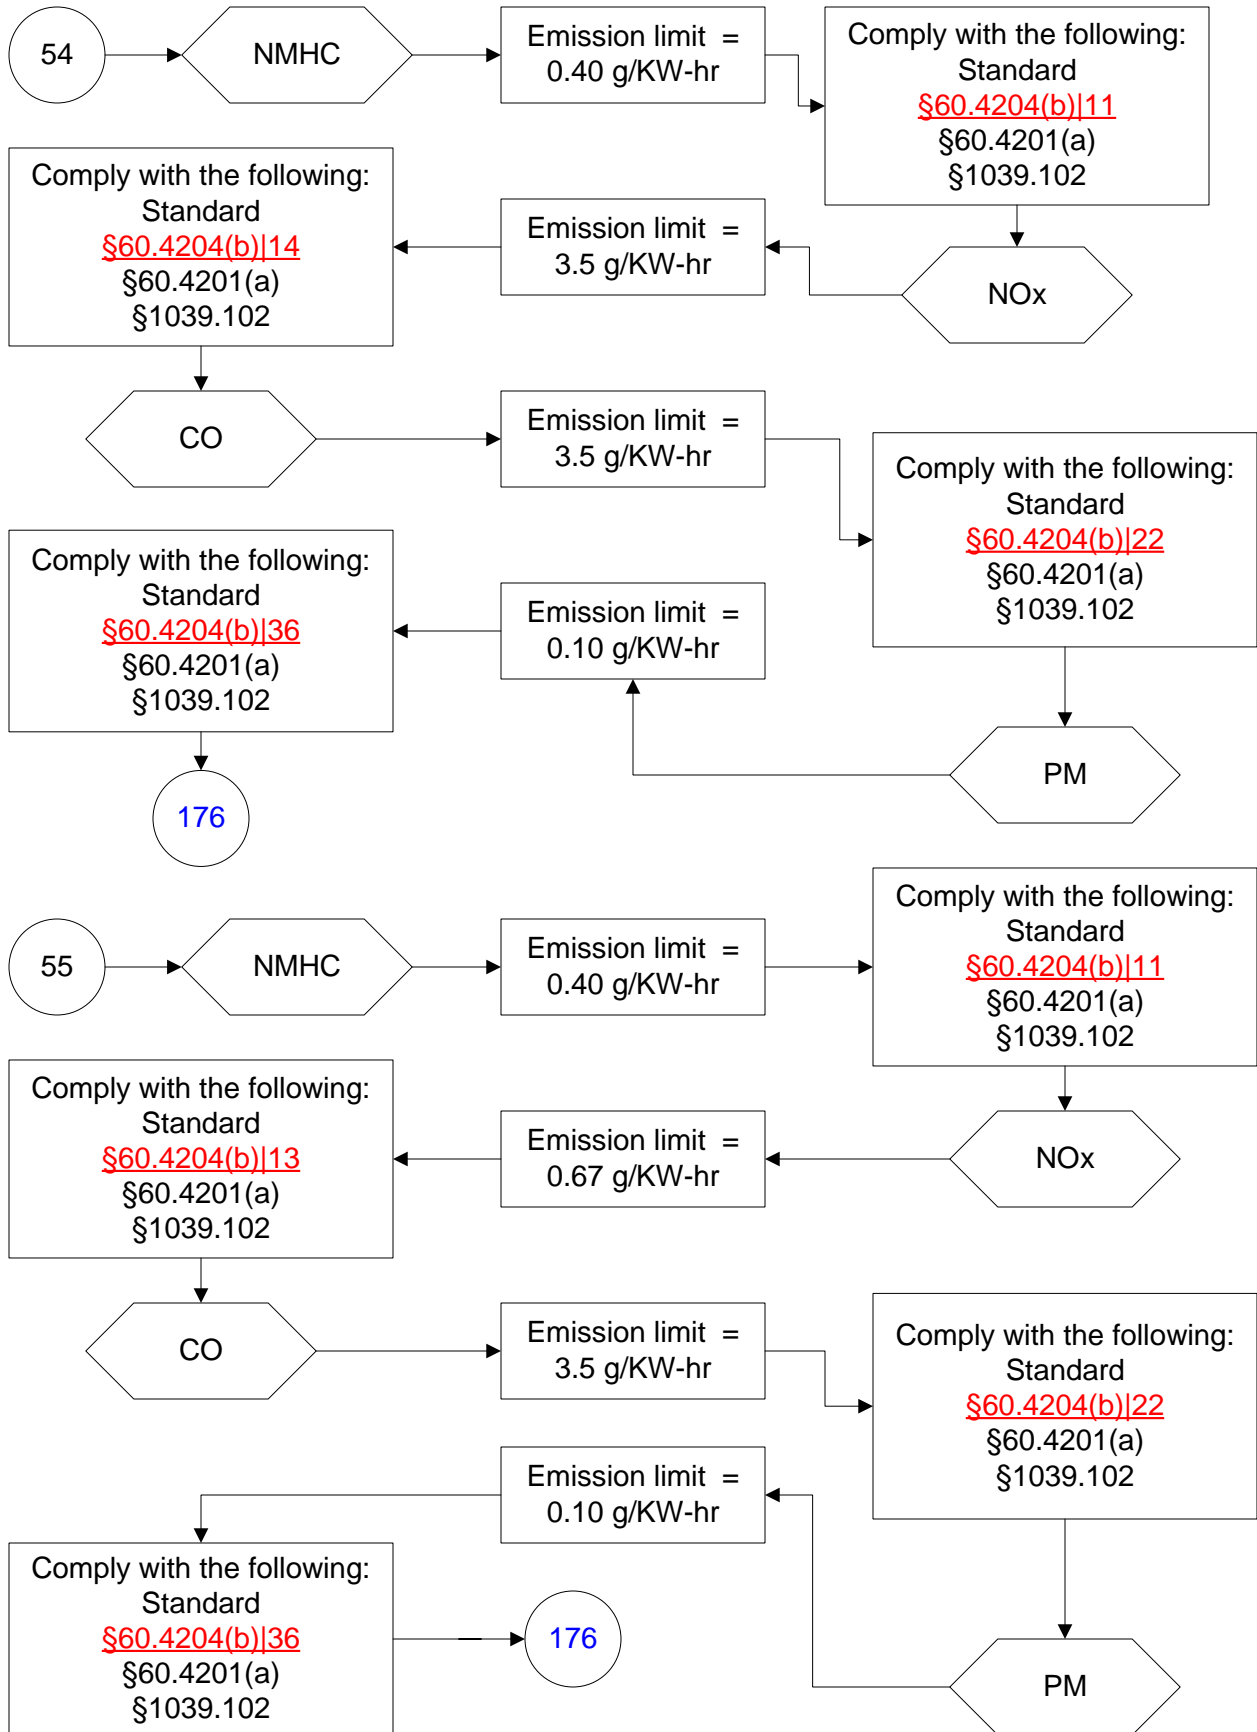 54
NMHC
Emission limit =
0.40 g/KW-hr
Comply with the following:
Standard
§60.4204(b)|11
§60.4201(a)
§1039.102
NOx
Emission limit =
3.5 g/KW-hr
Comply with the following:
Standard
§60.4204(b)|14
§60.4201(a)
§1039.102
CO
Emission limit =
3.5 g/KW-hr
Comply with the following:
Standard
§60.4204(b)|22
§60.4201(a)
§1039.102
PM
Emission limit =
0.10 g/KW-hr
Comply with the following:
Standard
§60.4204(b)|36
§60.4201(a)
§1039.102
176
55
NMHC
Emission limit =
0.40 g/KW-hr
Comply with the following:
Standard
§60.4204(b)|11
§60.4201(a)
§1039.102
NOx
Emission limit =
0.67 g/KW-hr
Comply with the following:
Standard
§60.4204(b)|13
§60.4201(a)
§1039.102
CO
Emission limit =
3.5 g/KW-hr
Comply with the following:
Standard
§60.4204(b)|22
§60.4201(a)
§1039.102
PM
Emission limit =
0.10 g/KW-hr
Comply with the following:
Standard
§60.4204(b)|36
§60.4201(a)
§1039.102
176